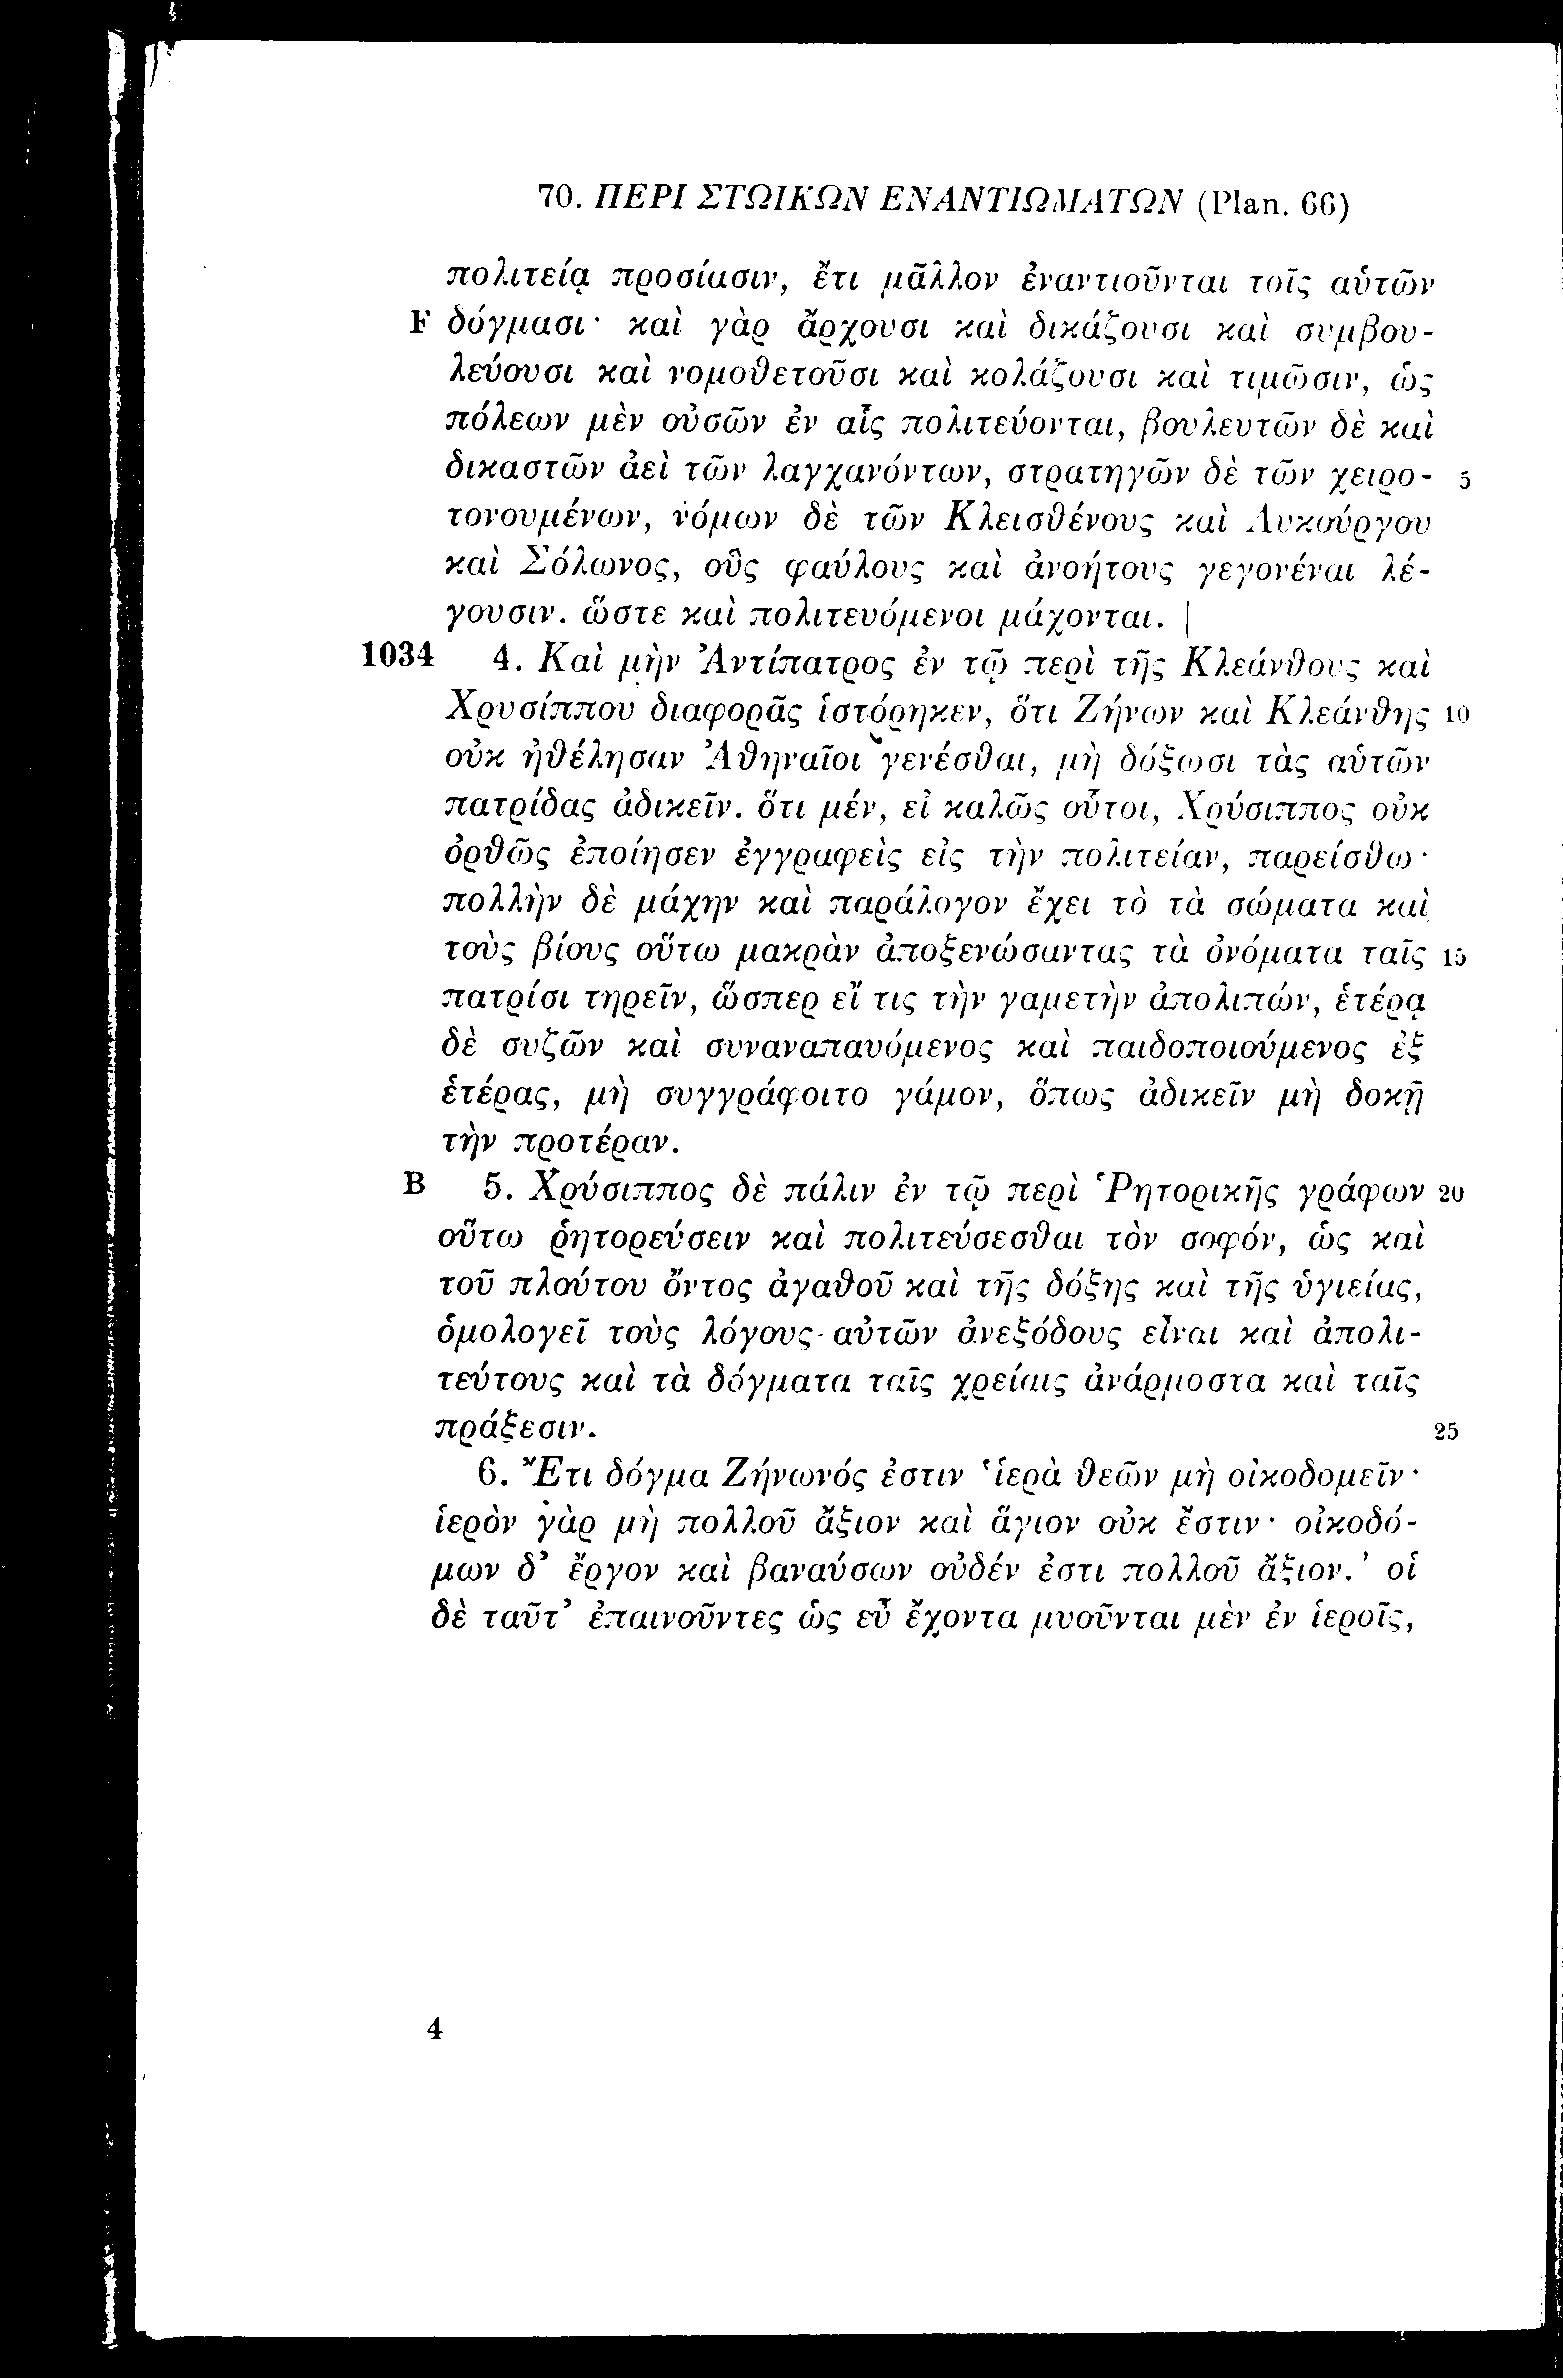 70. ΠΕΡΙ ΣΤΩΙΚΩΝ ΕΝΑΝΤΙΩΜΑΤΩΝ (Plan. 66)
πολιτείᾳ προσίασιν, ἔτι μᾶλλον ἐναντιοῦνται τοῖς αὑτῶν
F δόγμασι· καὶ γὰρ ἄρχουσι καὶ δικάζουσι καὶ συμβου-
λεύουσι καὶ νομοθετοῦσι καὶ κολάζουσι καὶ τιμῶσιν, ὡς
πόλεων μὲν οὐσῶν ἐν αἷς πολιτεύονται, βουλευτῶν δὲ καὶ
δικαστῶν ἀεὶ τῶν λαγχανόντων, στρατηγῶν δὲ τῶν χειρο- 5
τονουμένων, νόμων δὲ τῶν Κλεισθένους καὶ Λυκούργου
καὶ Σόλωνος, οὓς φαύλους καὶ ἀνοήτους γεγονέναι λέ-
γουσιν. ὥστε καὶ πολιτευόμενοι μάχονται. |
1034 4. Καὶ μὴν Ἀντίπατρος ἐν τῷ περὶ τῆς Κλεάνθους καὶ
Χρυσίππου διαφορᾶς ἱστόρηκεν, ὅτι Ζήνων καὶ Κλεάνθης 10
οὐκ ἠθέλησαν Ἀθηναῖοι γενέσθαι, μὴ δόξωσι τὰς αὑτῶν
πατρίδας ἀδικεῖν. ὅτι μέν, εἰ καλῶς οὗτοι, Χρύσιππος οὐκ
ὀρθῶς ἐποίησεν ἐγγραφεὶς εἰς τὴν πολιτείαν, παρείσθω·
πολλὴν δὲ μάχην καὶ παράλογον ἔχει τὸ τὰ σώματα καὶ
τοὺς βίους οὕτω μακρὰν ἀποξενώσαντας τὰ ὀνόματα ταῖς 15
πατρίσι τηρεῖν, ὥσπερ εἴ τις τὴν γαμετὴν ἀπολιπών, ἑτέρᾳ
δὲ συζῶν καὶ συναναπαυόμενος καὶ παιδοποιούμενος ἐξ
ἑτέρας, μὴ συγγράφοιτο γάμον, ὅπως ἀδικεῖν μὴ δοκῇ
τὴν προτέραν.
B 5. Χρύσιππος δὲ πάλιν ἐν τῷ περὶ Ῥητορικῆς γράφων 20
οὕτω ῥητορεύσειν καὶ πολιτεύσεσθαι τὸν σοφόν, ὡς καὶ
τοῦ πλούτου ὄντος ἀγαθοῦ καὶ τῆς δόξης καὶ τῆς ὑγιείας,
ὁμολογεῖ τοὺς λόγους αὐτῶν ἀνεξόδους εἶναι καὶ ἀπολι-
τεύτους καὶ τὰ δόγματα ταῖς χρείαις ἀνάρμοστα καὶ ταῖς
πράξεσιν. 25
6. Ἔτι δόγμα Ζήνωνός ἐστιν ‘ἱερὰ θεῶν μὴ οἰκοδομεῖν·
ἱερὸν γὰρ μὴ πολλοῦ ἄξιον καὶ ἅγιον οὐκ ἔστιν· οἰκοδό-
μων δ’ ἔργον καὶ βαναύσων οὐδέν ἐστι πολλοῦ ἄξιον.’ οἱ
δὲ ταῦτ’ ἐπαινοῦντες ὡς εὖ ἔχοντα μυοῦνται μὲν ἐν ἱεροῖς,
4